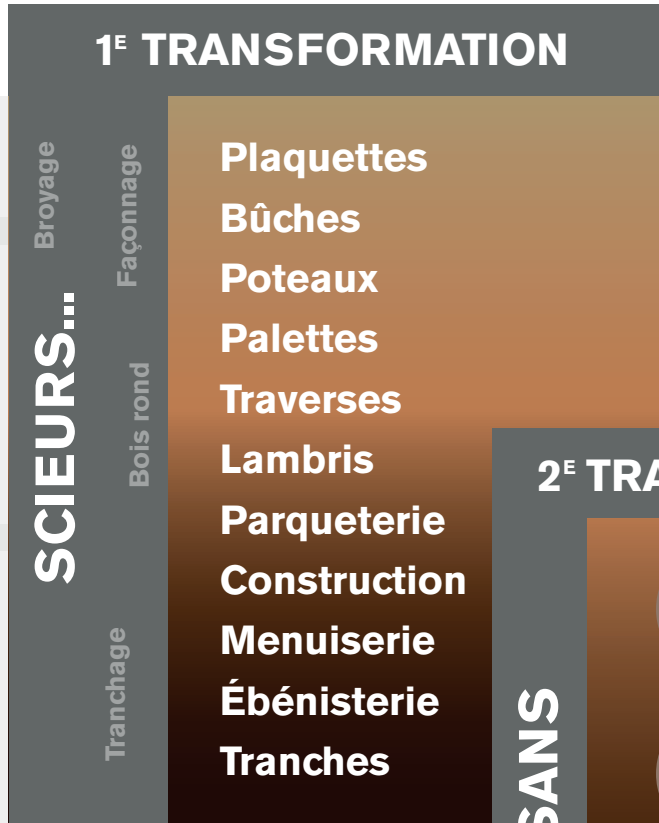 1E TRANSFORMATION
Broyage
Façonnage
SCIEURS...
Bois rond
Tranchage
Plaquettes
Bûches
Poteaux
Palettes
Traverses
Lambris
Parqueterie
Construction
Menuiserie
Ébénisterie
Tranches
2E TRA
SANS